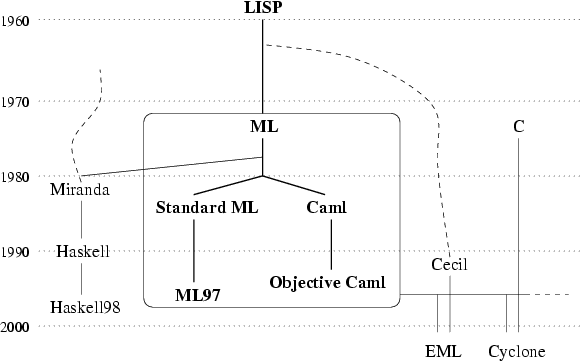 LISP
1960
1970
ML
C
1980
Miranda
Standard ML
Caml
1990
Haskell
Cecil
Objective Caml
ML97
Haskell98
2000
EML
Cyclone